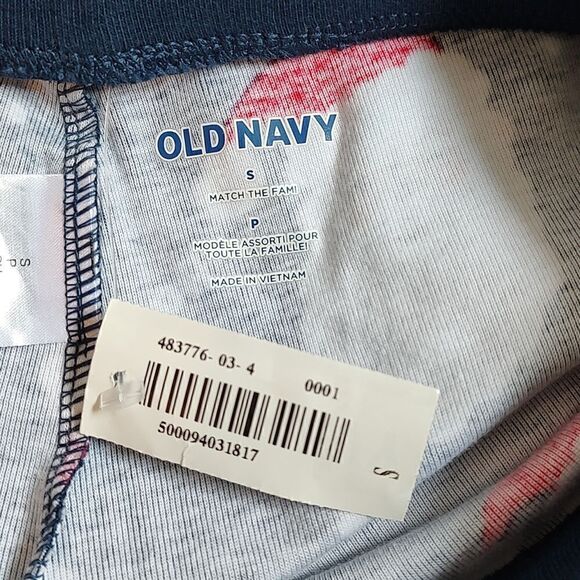 OLD NAVY
S
MATCH THE FAM!
P
MODÈLE ASSORTI POUR
TOUTE LA FAMILLE!
MADE IN VIETNAM
483776- 03- 4
0001
500094031817
S
S